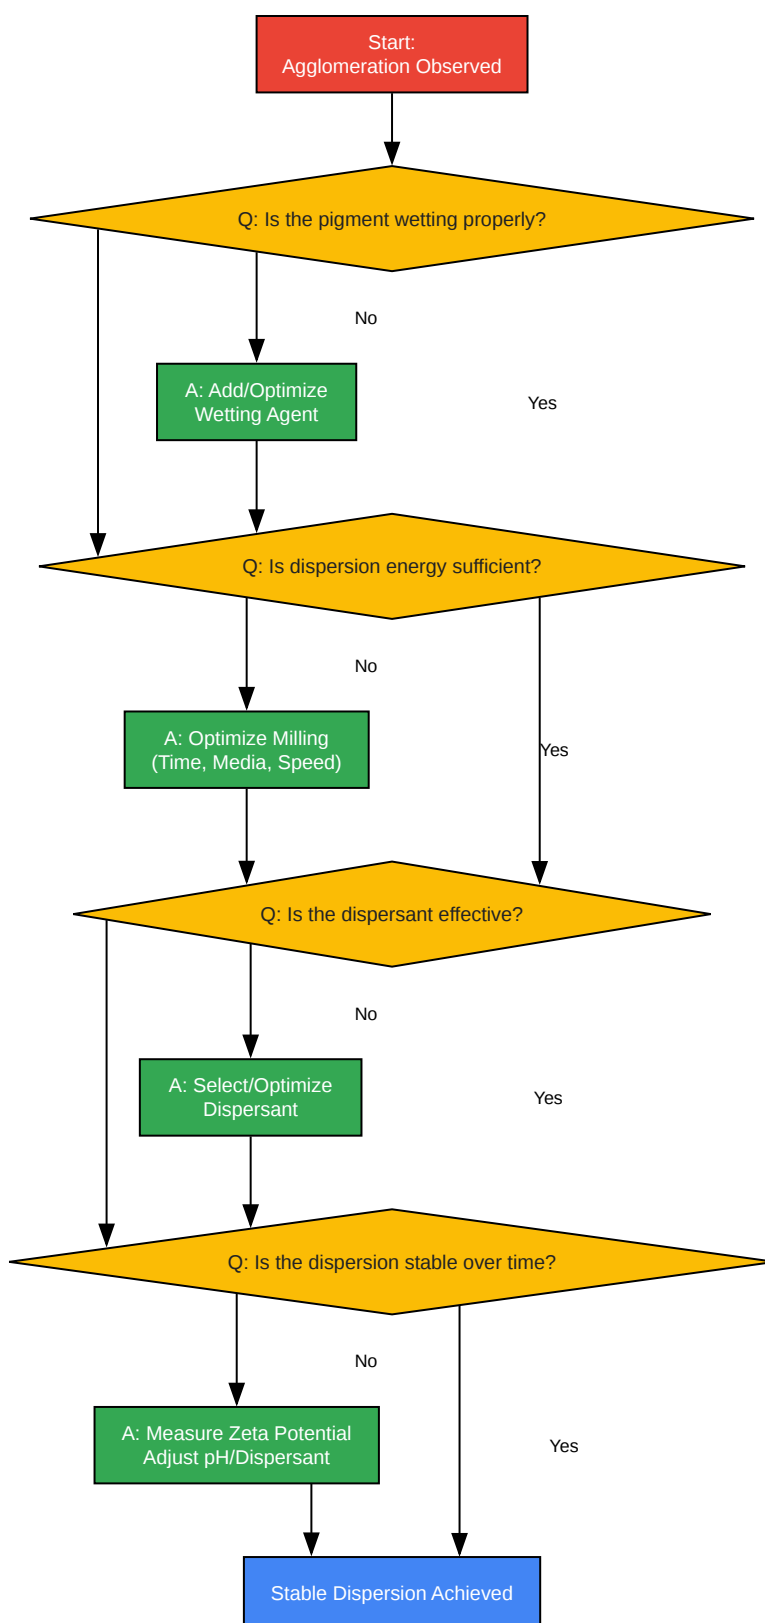 Start:
Agglomeration Observed
Q: Is the pigment wetting properly?
No
A: Add/Optimize
Wetting Agent
Yes
Q: Is dispersion energy sufficient?
No
A: Optimize Milling
(Time, Media, Speed)
Yes
Q: Is the dispersant effective?
No
A: Select/Optimize
Dispersant
Yes
Q: Is the dispersion stable over time?
No
A: Measure Zeta Potential
Adjust pH/Dispersant
Yes
Stable Dispersion Achieved